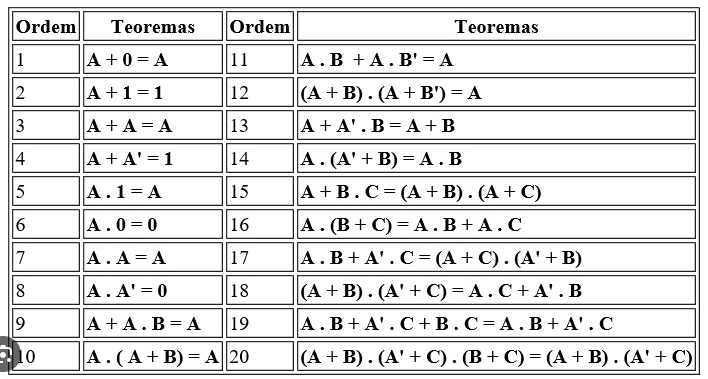 Ordem Teoremas Ordem Teoremas
1 A + 0 = A 11 A . B + A . B' = A
2 A + 1 = 1 12 (A + B) . (A + B') = A
3 A + A = A 13 A + A' . B = A + B
4 A + A' = 1 14 A . (A' + B) = A . B
5 A . 1 = A 15 A + B . C = (A + B) . (A + C)
6 A . 0 = 0 16 A . (B + C) = A . B + A . C
7 A . A = A 17 A . B + A' . C = (A + C) . (A' + B)
8 A . A' = 0 18 (A + B) . (A' + C) = A . C + A' . B
9 A + A . B = A 19 A . B + A' . C + B . C = A . B + A' . C
10 A . ( A + B) = A 20 (A + B) . (A' + C) . (B + C) = (A + B) . (A' + C)